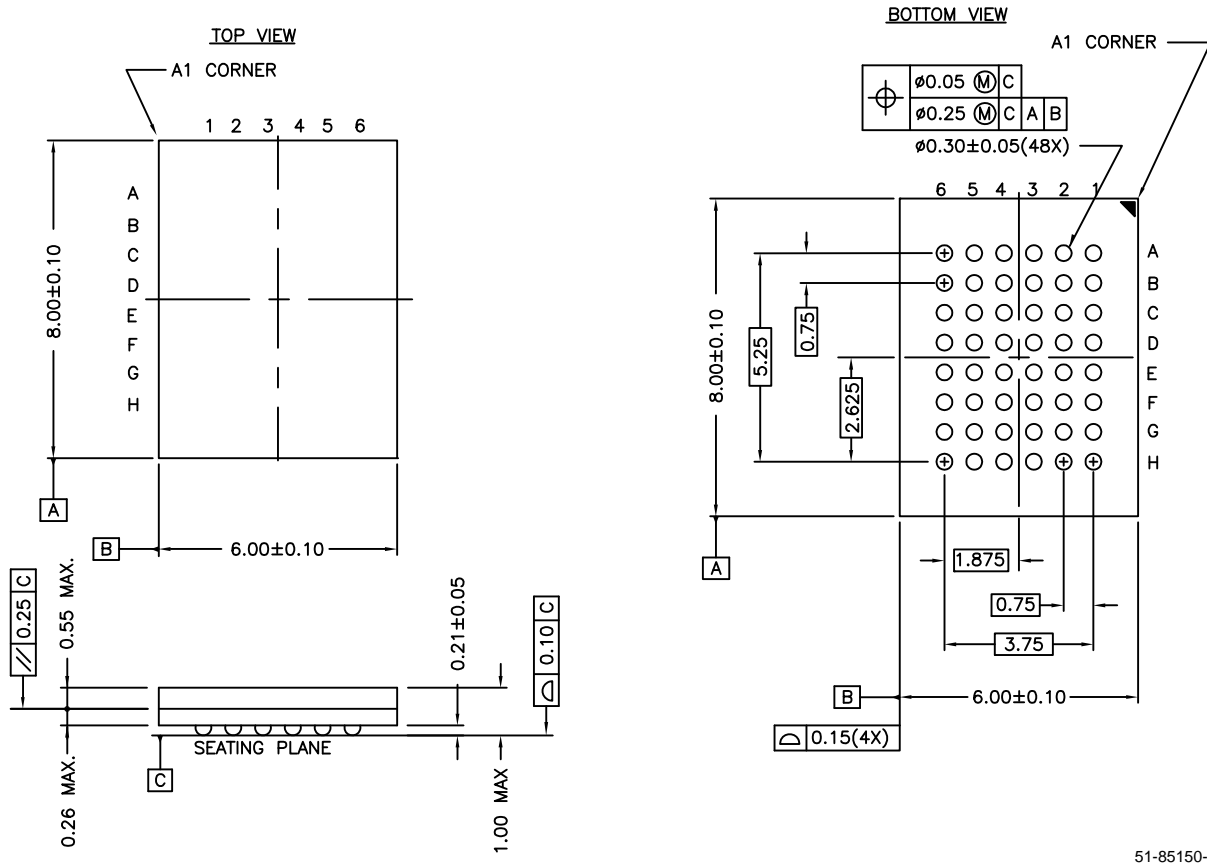 TOP VIEW
A1 CORNER
1 2 3 4 5 6
A
B
C
D
E
F
G
H
8.00±0.10
A
B
6.00±0.10
// 0.25 C
0.55 MAX.
0.21±0.05
⌓ 0.10 C
SEATING PLANE
C
0.26 MAX.
1.00 MAX
BOTTOM VIEW
A1 CORNER
⌖ ⌀0.05 Ⓜ C
⌀0.25 Ⓜ C A B
⌀0.30±0.05(48X)
6 5 4 3 2 1
A
B
C
D
E
F
G
H
8.00±0.10
5.25
0.75
2.625
A
1.875
0.75
3.75
B
6.00±0.10
⌓ 0.15(4X)
51-85150-